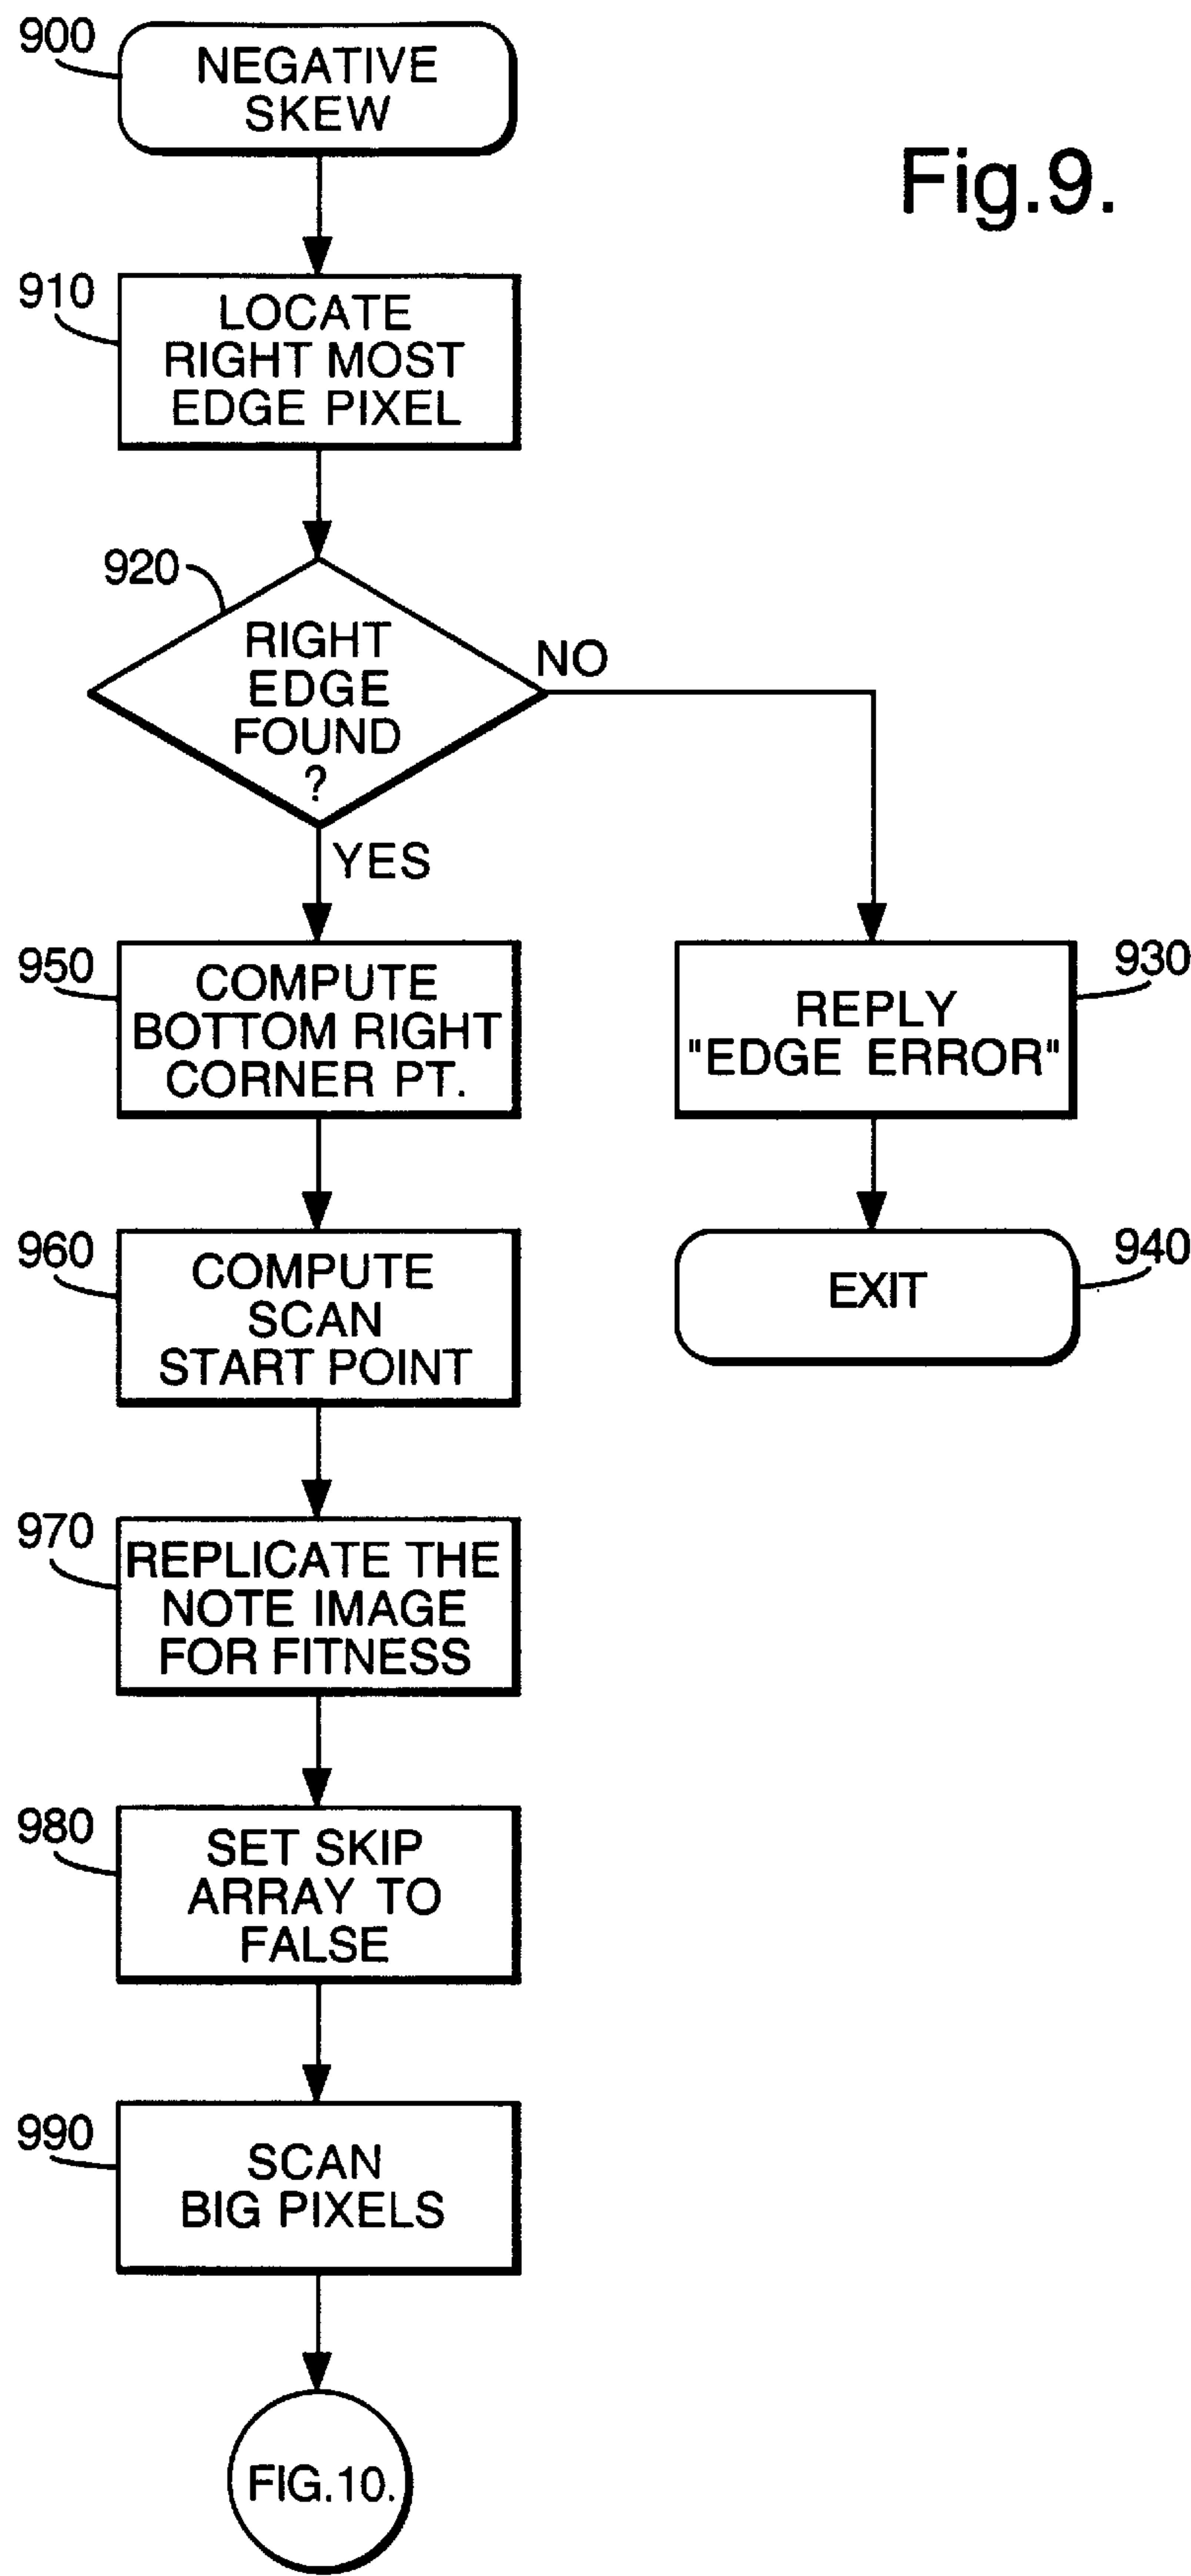 900
NEGATIVE
SKEW
Fig.9.
910
LOCATE
RIGHT MOST
EDGE PIXEL
920
RIGHT
EDGE
FOUND
?
NO
YES
950
COMPUTE
BOTTOM RIGHT
CORNER PT.
930
REPLY
"EDGE ERROR"
960
COMPUTE
SCAN
START POINT
940
EXIT
970
REPLICATE THE
NOTE IMAGE
FOR FITNESS
980
SET SKIP
ARRAY TO
FALSE
990
SCAN
BIG PIXELS
FIG.10.